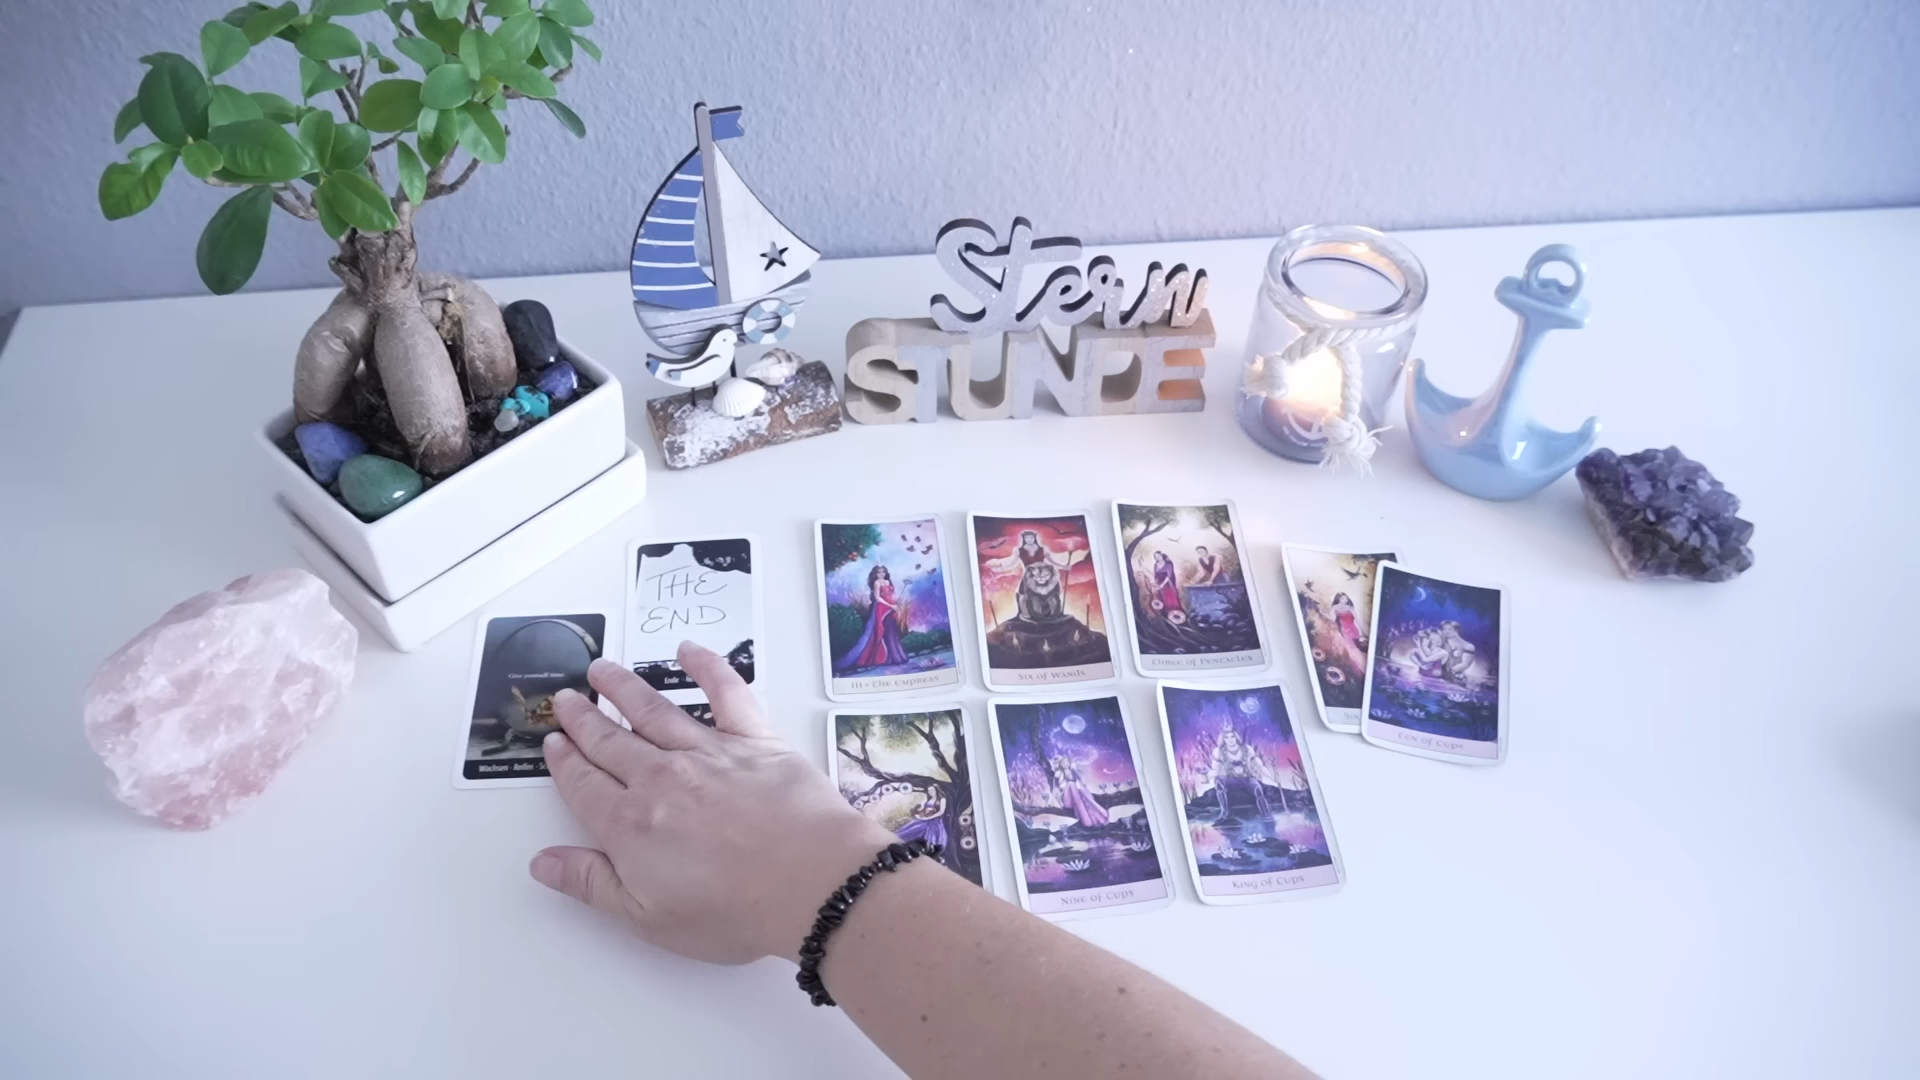 Stern
STUNDE
THE
END
Ende
Give yourself time
Wachsen · Reifen
III • The Empress
Six of Wands
Three of Pentacles
Six
Ten of Cups
Nine of Cups
King of Cups